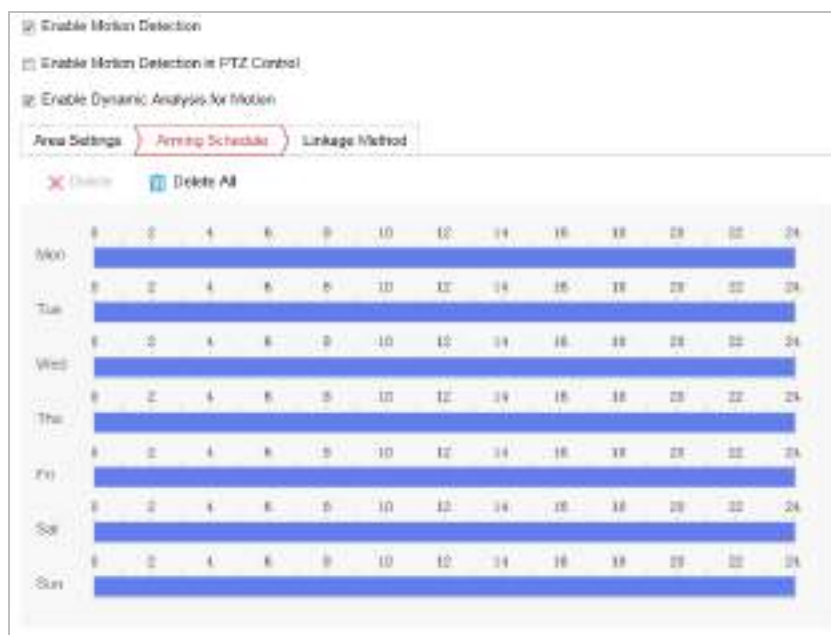 Enable Motion Detection
Enable Motion Detection in PTZ Control
Enable Dynamic Analysis for Motion
Area Settings Arming Schedule Linkage Method
Delete Delete All
0 2 4 6 8 10 12 14 16 18 20 22 24
Mon
0 2 4 6 8 10 12 14 16 18 20 22 24
Tue
0 2 4 6 8 10 12 14 16 18 20 22 24
Wed
0 2 4 6 8 10 12 14 16 18 20 22 24
Thu
0 2 4 6 8 10 12 14 16 18 20 22 24
Fri
0 2 4 6 8 10 12 14 16 18 20 22 24
Sat
0 2 4 6 8 10 12 14 16 18 20 22 24
Sun